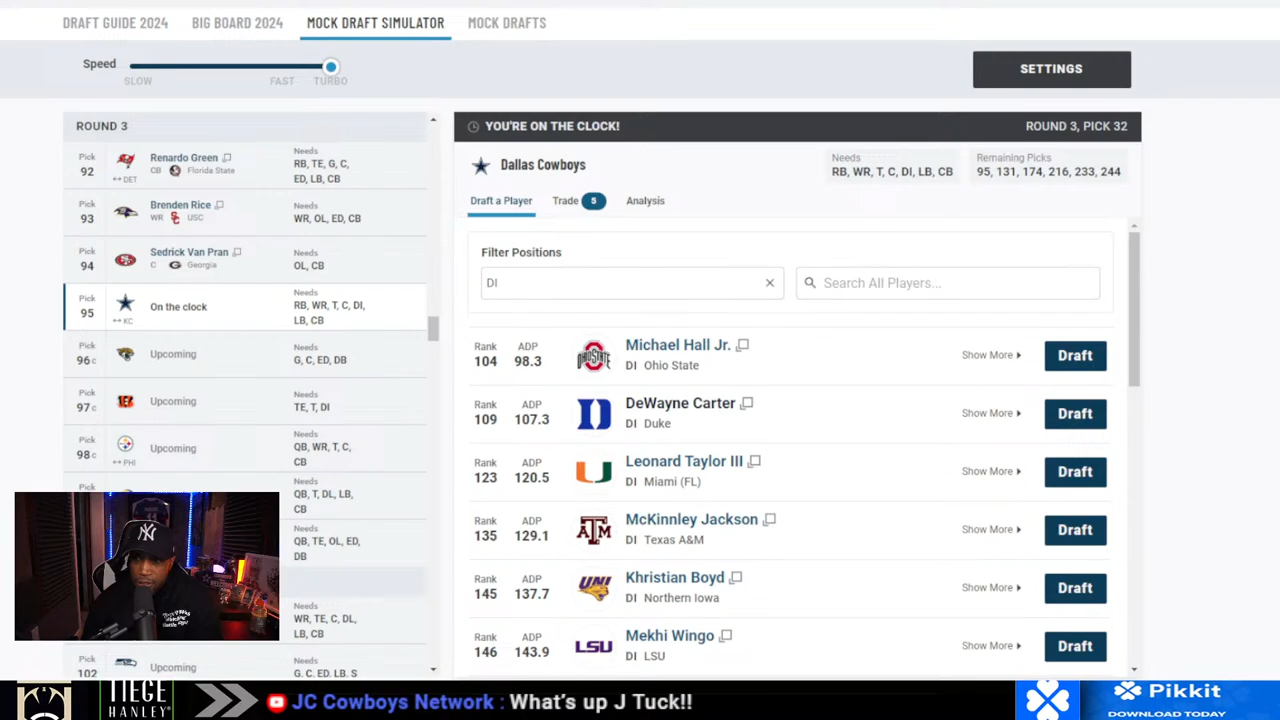 DRAFT GUIDE 2024 BIG BOARD 2024 MOCK DRAFT SIMULATOR MOCK DRAFTS
Speed
SLOW FAST TURBO
SETTINGS
ROUND 3
Pick 92
↔ DET
Renardo Green
CB Florida State
Needs
RB, TE, G, C,
ED, LB, CB
Pick 93
Brenden Rice
WR USC
Needs
WR, OL, ED, CB
Pick 94
Sedrick Van Pran
C Georgia
Needs
OL, CB
Pick 95
↔ KC
On the clock
Needs
RB, WR, T, C, DI,
LB, CB
Pick 96 c
Upcoming
Needs
G, C, ED, DB
Pick 97 c
Upcoming
Needs
TE, T, DI
Pick 98 c
↔ PHI
Upcoming
Needs
QB, WR, T, C,
CB
Needs
QB, T, DL, LB,
CB
Needs
QB, TE, OL, ED,
DB
Needs
WR, TE, C, DL,
LB, CB
Pick 102
Upcoming
Needs
G, C, ED, LB, S
YOU'RE ON THE CLOCK! ROUND 3, PICK 32
Dallas Cowboys
Needs
RB, WR, T, C, DI, LB, CB
Remaining Picks
95, 131, 174, 216, 233, 244
Draft a Player Trade 5 Analysis
Filter Positions
DI × Search All Players...
Rank 104 ADP 98.3
OHIO STATE
Michael Hall Jr.
DI Ohio State
Show More Draft
Rank 109 ADP 107.3
D
DeWayne Carter
DI Duke
Show More Draft
Rank 123 ADP 120.5
U
Leonard Taylor III
DI Miami (FL)
Show More Draft
Rank 135 ADP 129.1
ATM
McKinnley Jackson
DI Texas A&M
Show More Draft
Rank 145 ADP 137.7
UNI
Khristian Boyd
DI Northern Iowa
Show More Draft
Rank 146 ADP 143.9
LSU
Mekhi Wingo
DI LSU
Show More Draft
TIEGE
HANLEY
JC Cowboys Network : What's up J Tuck!!
Pikkit
DOWNLOAD TODAY